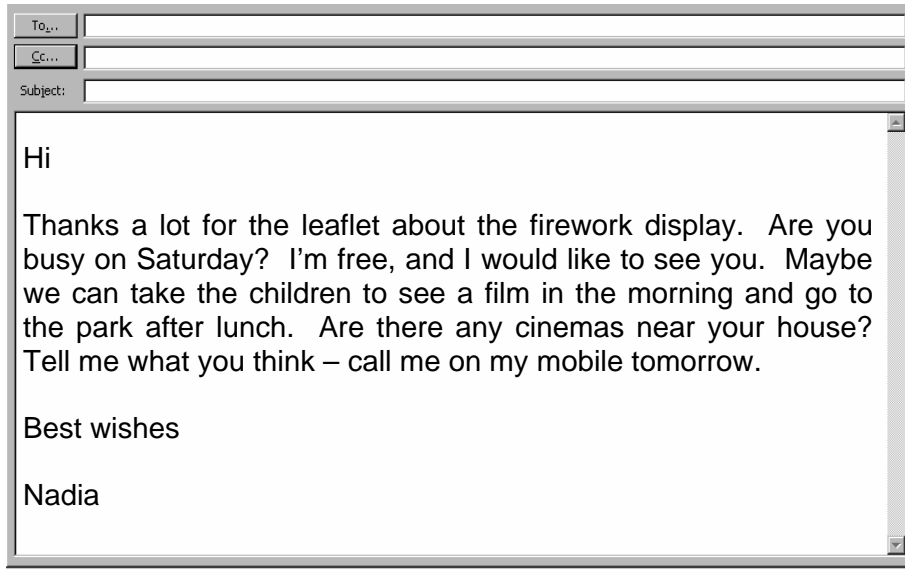 To...
Cc...
Subject:
Hi
Thanks a lot for the leaflet about the firework display. Are you
busy on Saturday? I'm free, and I would like to see you. Maybe
we can take the children to see a film in the morning and go to
the park after lunch. Are there any cinemas near your house?
Tell me what you think – call me on my mobile tomorrow.
Best wishes
Nadia